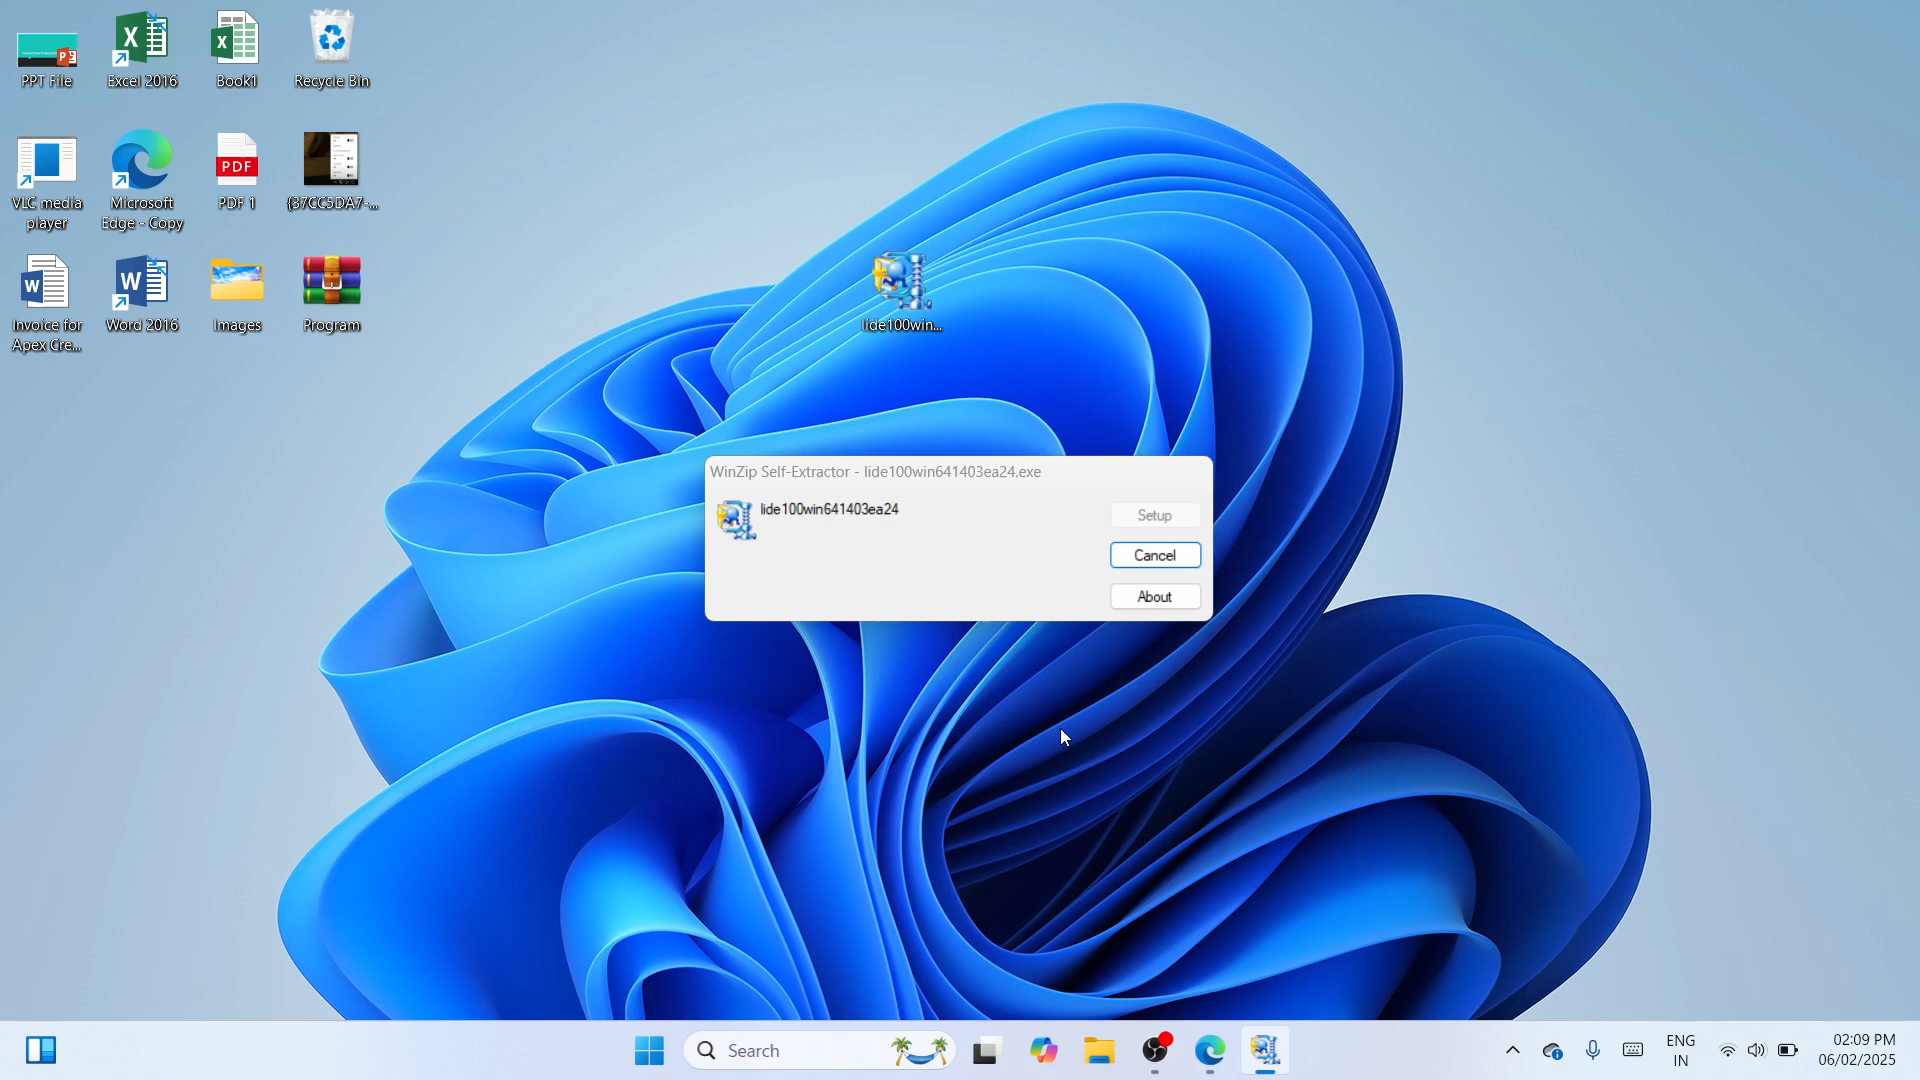 PPT File
Excel 2016
Book1
Recycle Bin
VLC media
player
Microsoft
Edge - Copy
PDF
PDF 1
{37CC5DA7-...
Invoice for
Apex Cre...
Word 2016
Images
Program
lide100win...
WinZip Self-Extractor - lide100win641403ea24.exe
lide100win641403ea24
Setup
Cancel
About
Search
ENG
IN
02:09 PM
06/02/2025